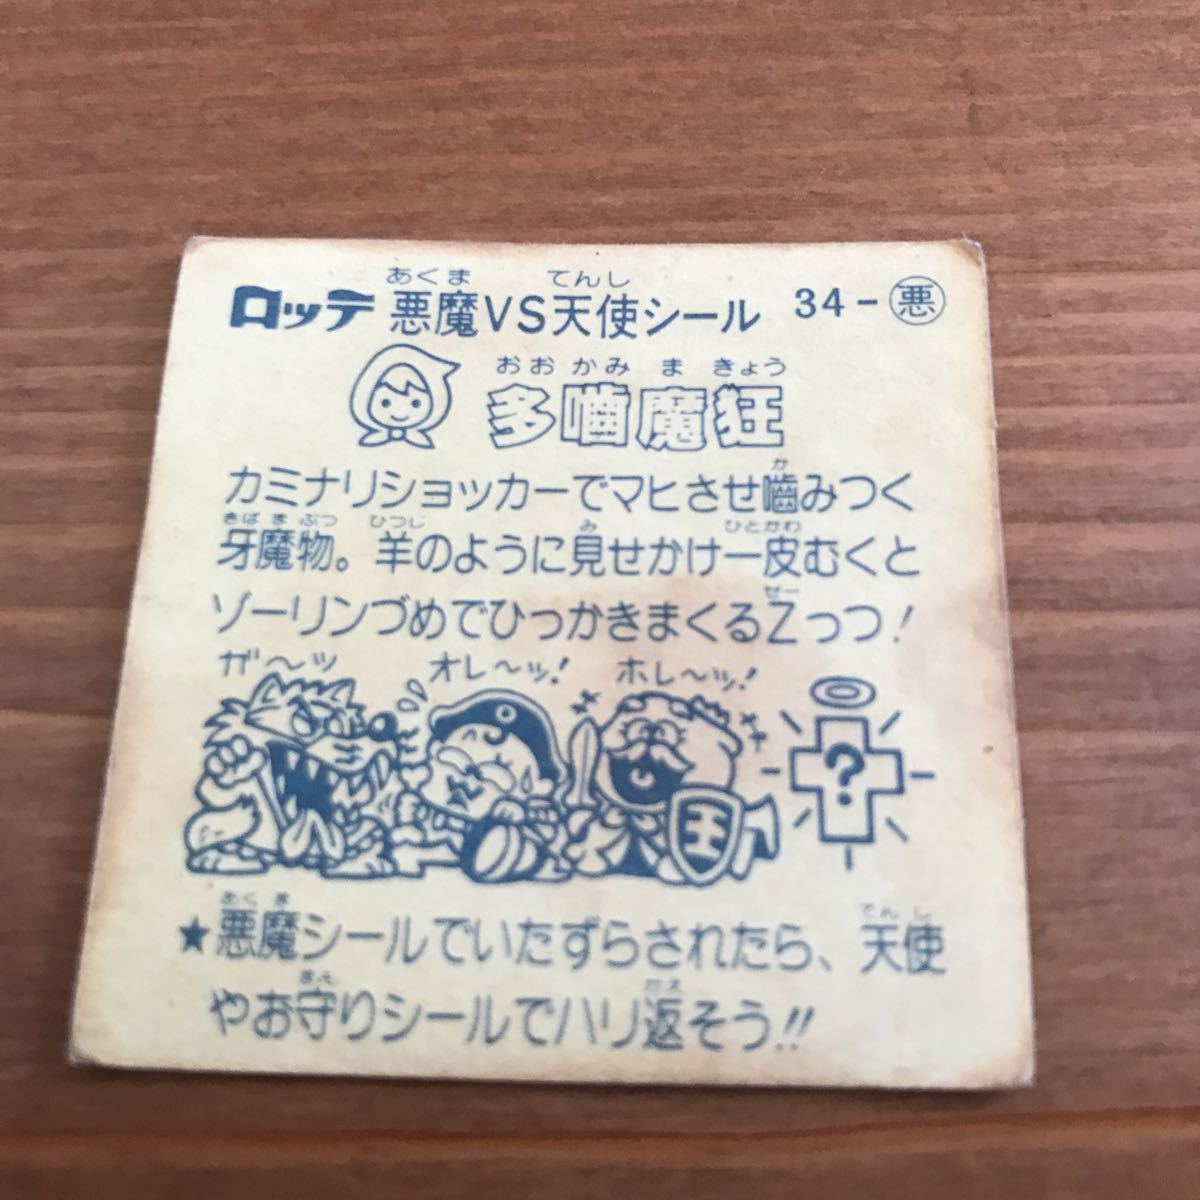 あくま てんし
ロッテ 悪魔VS天使シール 34-悪
おおかみ ま きょう
多嚙魔狂
か
カミナリショッカーでマヒさせ嚙みつく
きば ま ぶつ ひつじ み ひとかわ
牙魔物。羊のように見せかけ一皮むくと
ぜー
ゾーリンづめでひっかきまくるZっつ!
ガ〜ッ オレ〜ッ! ホレ〜ッ!
?
王
あくま てんし
★悪魔シールでいたずらされたら、天使
まも かえ
やお守りシールでハリ返そう!!